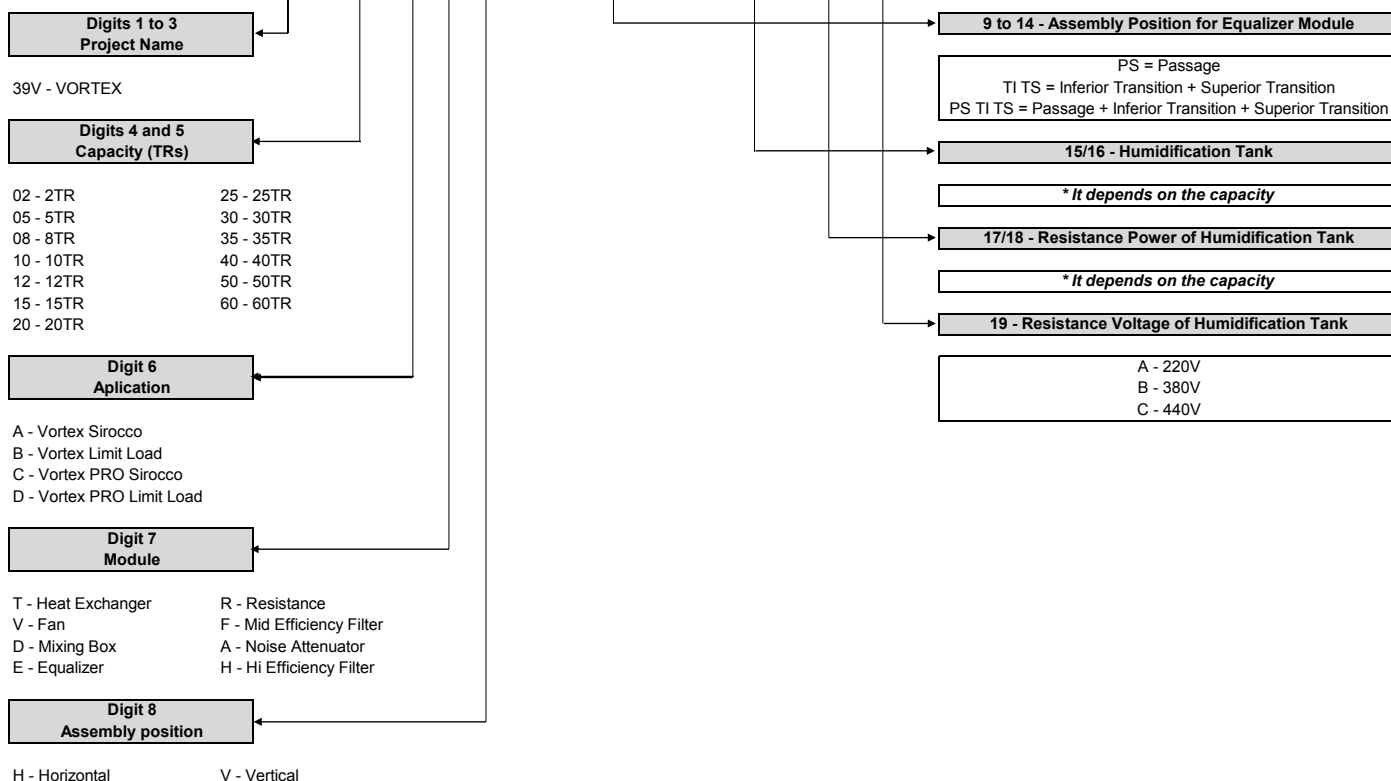 Digits 1 to 3
Project Name
39V - VORTEX
Digits 4 and 5
Capacity (TRs)
02 - 2TR 25 - 25TR
05 - 5TR 30 - 30TR
08 - 8TR 35 - 35TR
10 - 10TR 40 - 40TR
12 - 12TR 50 - 50TR
15 - 15TR 60 - 60TR
20 - 20TR
Digit 6
Aplication
A - Vortex Sirocco
B - Vortex Limit Load
C - Vortex PRO Sirocco
D - Vortex PRO Limit Load
Digit 7
Module
T - Heat Exchanger R - Resistance
V - Fan F - Mid Efficiency Filter
D - Mixing Box A - Noise Attenuator
E - Equalizer H - Hi Efficiency Filter
Digit 8
Assembly position
H - Horizontal V - Vertical
9 to 14 - Assembly Position for Equalizer Module
PS = Passage
TI TS = Inferior Transition + Superior Transition
PS TI TS = Passage + Inferior Transition + Superior Transition
15/16 - Humidification Tank
* It depends on the capacity
17/18 - Resistance Power of Humidification Tank
* It depends on the capacity
19 - Resistance Voltage of Humidification Tank
A - 220V
B - 380V
C - 440V